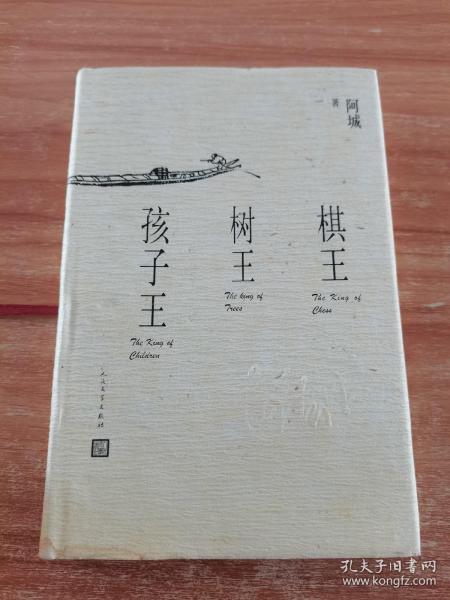 阿城
著
棋王
The King of
Chess
树王
The king of
Trees
孩子王
The King of
Children
人民文学出版社
孔夫子旧书网
www.kongfz.com